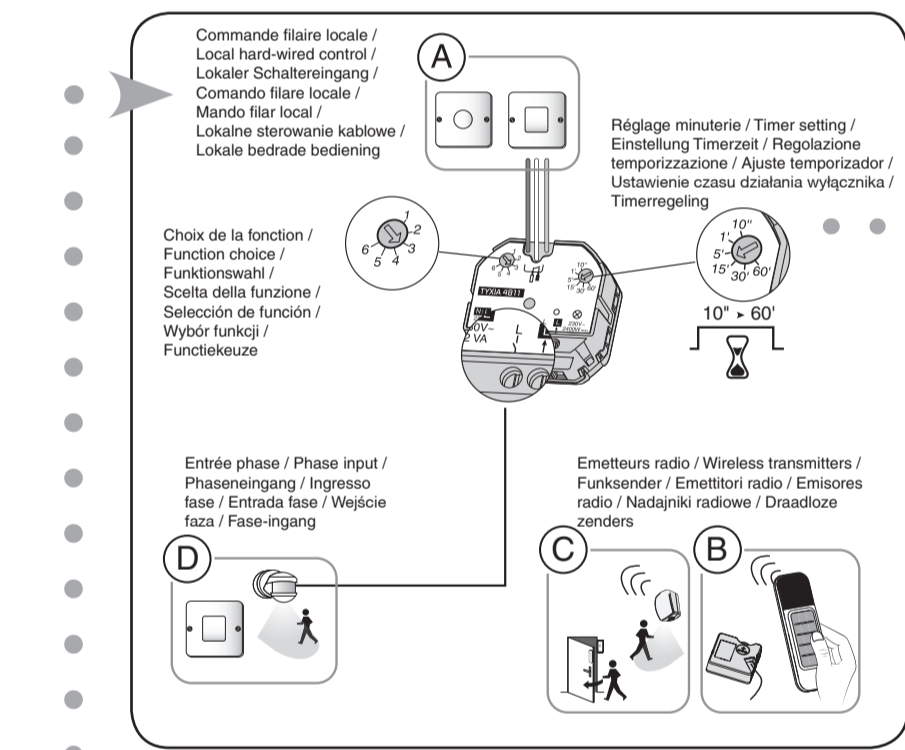 Commande filaire locale /
Local hard-wired control /
Lokaler Schaltereingang /
Comando filare locale /
Mando filar local /
Lokalne sterowanie kablowe /
Lokale bedrade bediening
A
Réglage minuterie / Timer setting /
Einstellung Timerzeit / Regolazione
temporizzazione / Ajuste temporizador /
Ustawienie czasu działania wyłącznika /
Timerregeling
Choix de la fonction /
Function choice /
Funktionswahl /
Scelta della funzione /
Selección de función /
Wybór funkcji /
Functiekeuze
1
2
3
4
5
6
10"
1'
5'
15'
30'
60'
10" ➤ 60'
TYXIA 4811
230V~
0V~
2 VA
L
L
Entrée phase / Phase input /
Phaseneingang / Ingresso
fase / Entrada fase / Wejście
faza / Fase-ingang
D
Emetteurs radio / Wireless transmitters /
Funksender / Emettitori radio / Emisores
radio / Nadajniki radiowe / Draadloze
zenders
C
B